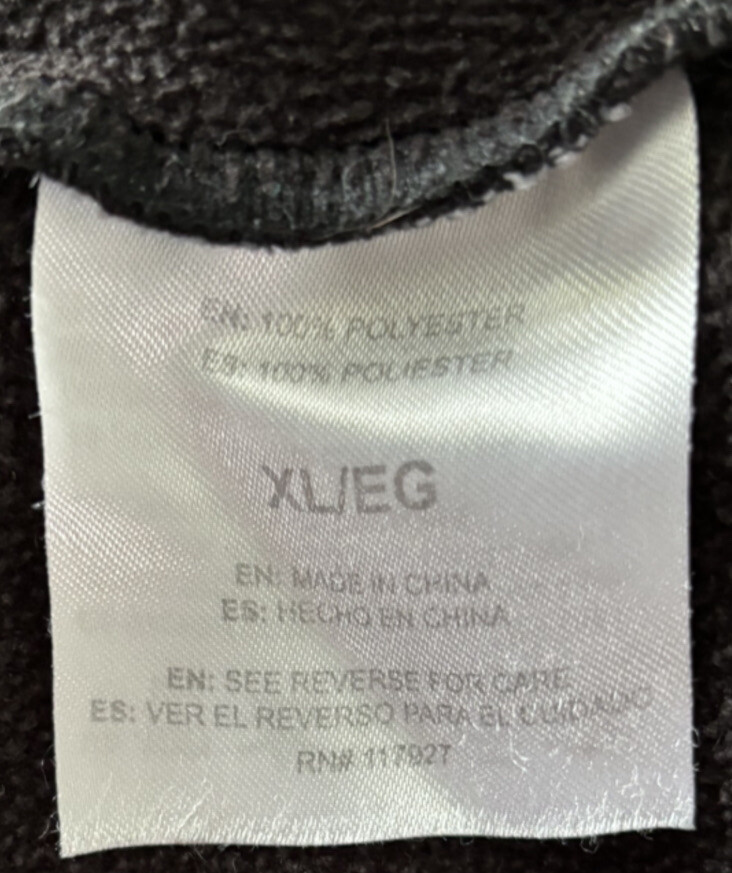 EN: 100% POLYESTER
ES: 100% POLIESTER
XL/EG
EN: MADE IN CHINA
ES: HECHO EN CHINA
EN: SEE REVERSE FOR CARE
ES: VER EL REVERSO PARA EL CUIDADO
RN# 117927